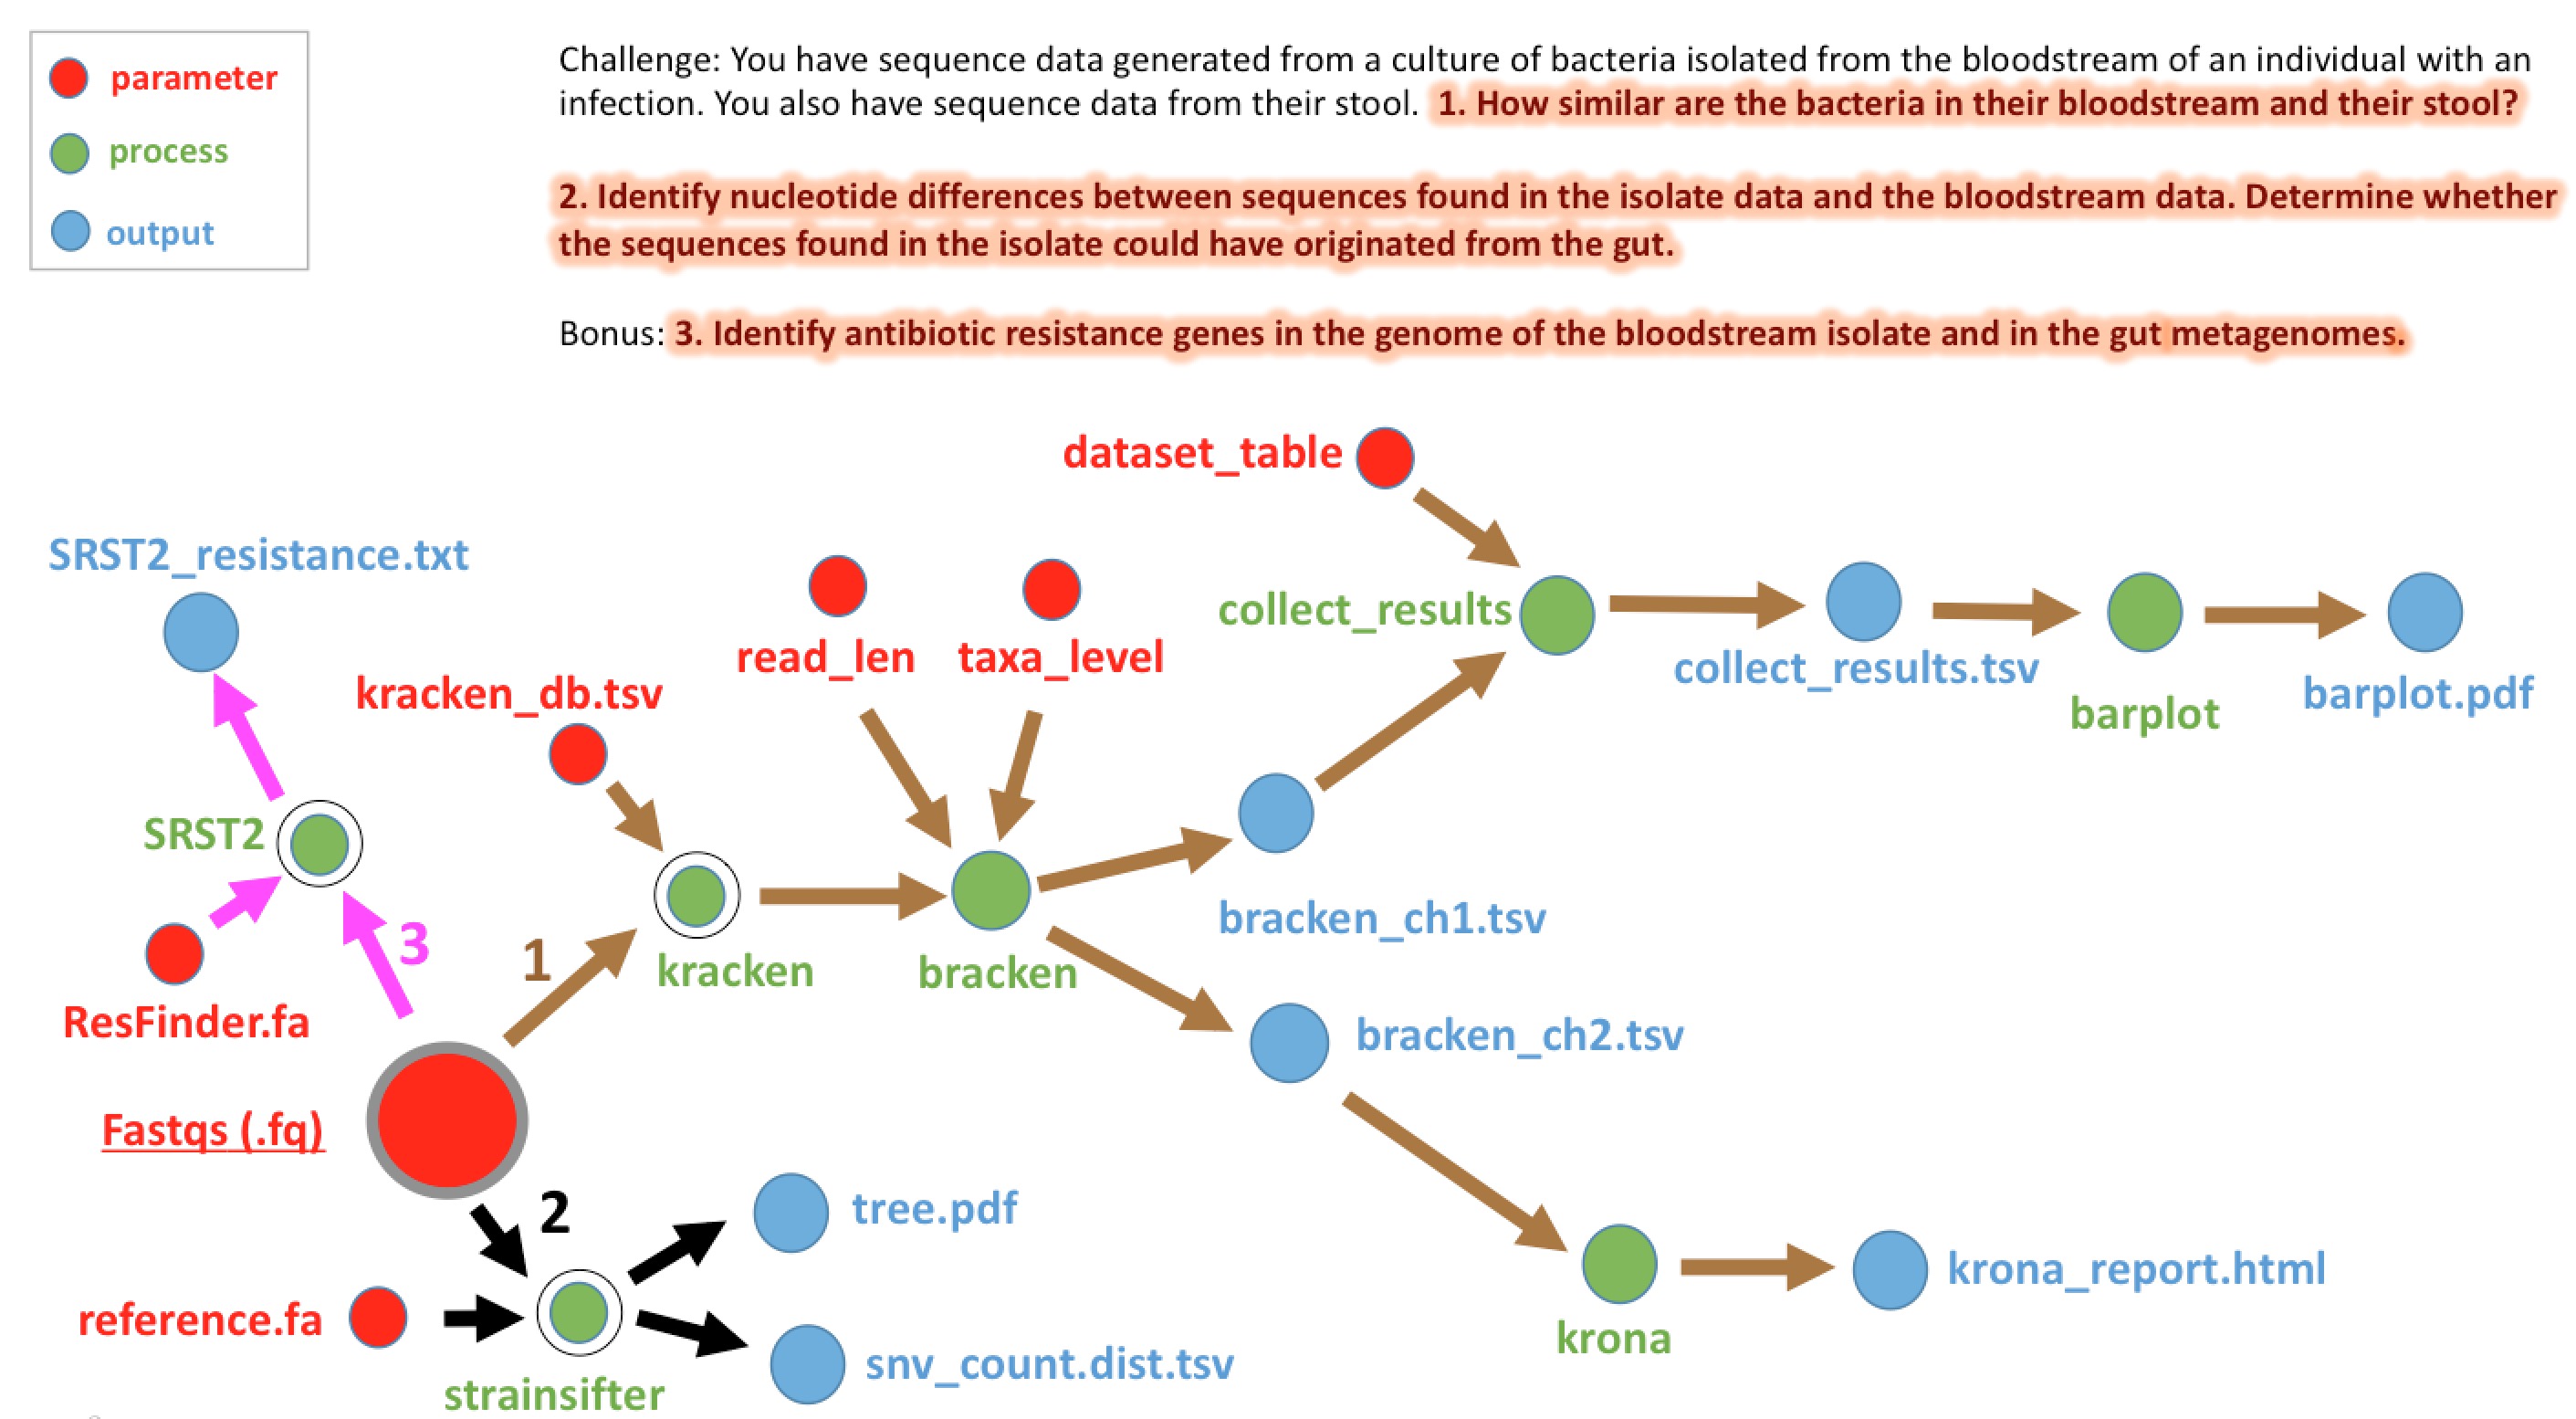 parameter
process
output
Challenge: You have sequence data generated from a culture of bacteria isolated from the bloodstream of an individual with an
infection. You also have sequence data from their stool. 1. How similar are the bacteria in their bloodstream and their stool?
2. Identify nucleotide differences between sequences found in the isolate data and the bloodstream data. Determine whether
the sequences found in the isolate could have originated from the gut.
Bonus: 3. Identify antibiotic resistance genes in the genome of the bloodstream isolate and in the gut metagenomes.
dataset_table
SRST2_resistance.txt
collect_results
read_len
taxa_level
collect_results.tsv
kracken_db.tsv
barplot.pdf
barplot
SRST2
bracken_ch1.tsv
3
1
kracken
bracken
ResFinder.fa
bracken_ch2.tsv
Fastqs (.fq)
2
tree.pdf
krona_report.html
reference.fa
krona
snv_count.dist.tsv
strainsifter